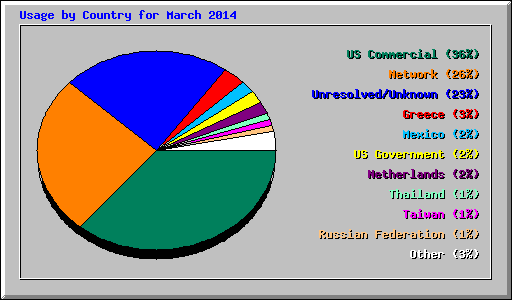 Usage by Country for March 2014
US Commercial (36%)
Network (26%)
Unresolved/Unknown (23%)
Greece (3%)
Mexico (2%)
US Government (2%)
Netherlands (2%)
Thailand (1%)
Taiwan (1%)
Russian Federation (1%)
Other (3%)